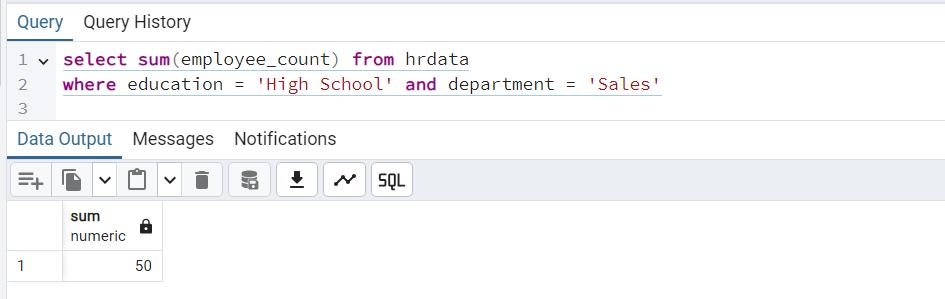 Query Query History
1 select sum(employee_count) from hrdata
2 where education = 'High School' and department = 'Sales'
3
Data Output Messages Notifications
SQL
sum
numeric
1 50